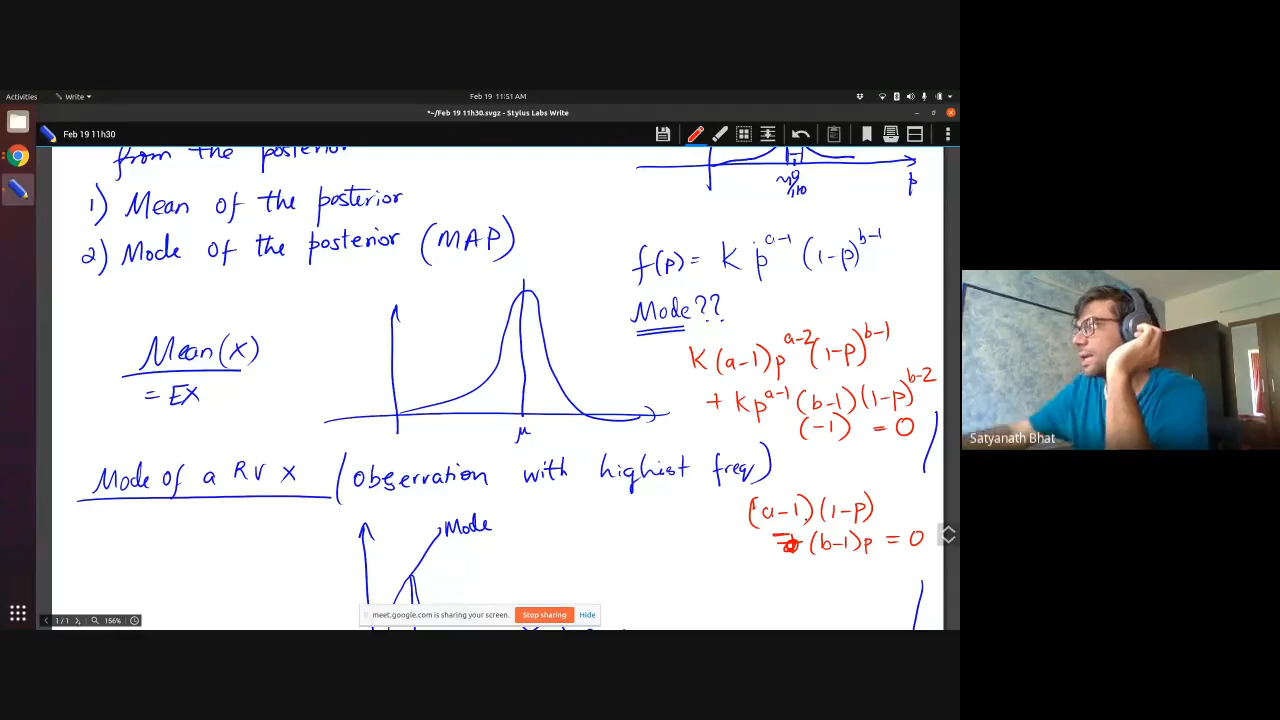 Activities
Write
Feb 19 11:51 AM
*Feb 19 11h30.svgz - Stylus Labs Write
Feb 19 11h30
from the posterior
1) Mean of the posterior
2) Mode of the posterior (MAP)
Mean(X)
= EX
μ
Mode of a RV X (observation with highest freq)
Mode
p
f(p) = K p^{a-1} (1-p)^{b-1}
Mode??
K(a-1)p^{a-2}(1-p)^{b-1}
+ Kp^{a-1}(b-1)(1-p)^{b-2}
(-1) = 0
(a-1)(1-p)
- (b-1)p = 0
meet.google.com is sharing your screen.
Stop sharing
Hide
1/1
156%
Satyanath Bhat